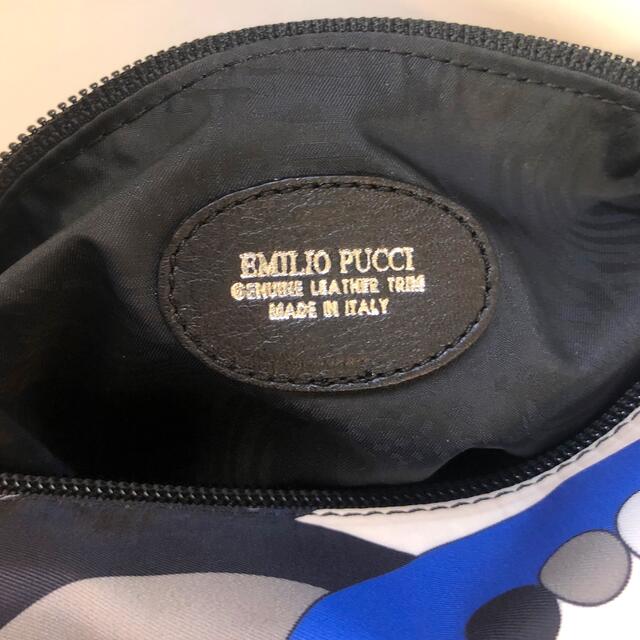 EMILIO PUCCI
GENUINE LEATHER TRIM
MADE IN ITALY